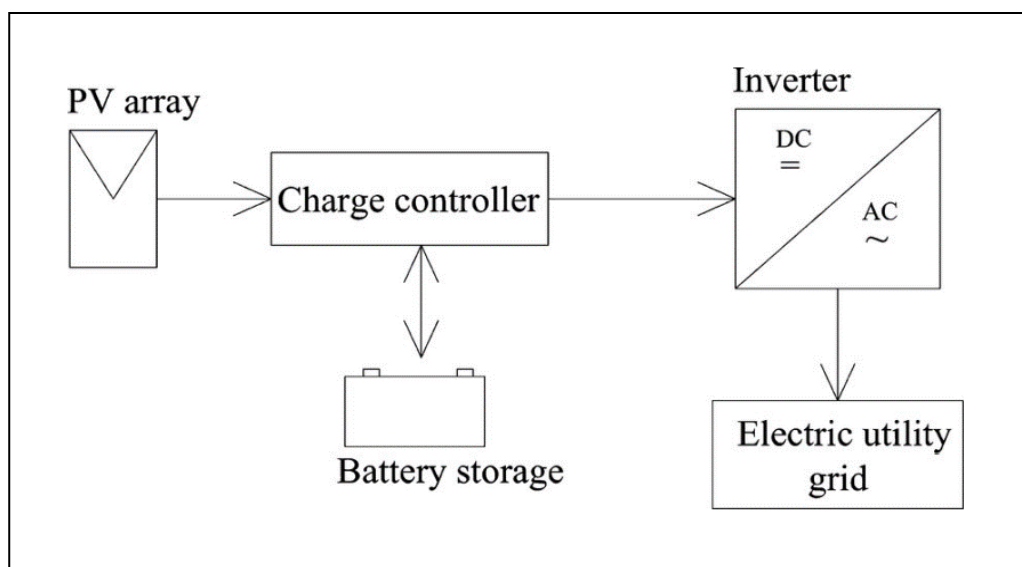 PV array
Inverter
DC
=
AC
~
Charge controller
Battery storage
Electric utility
grid